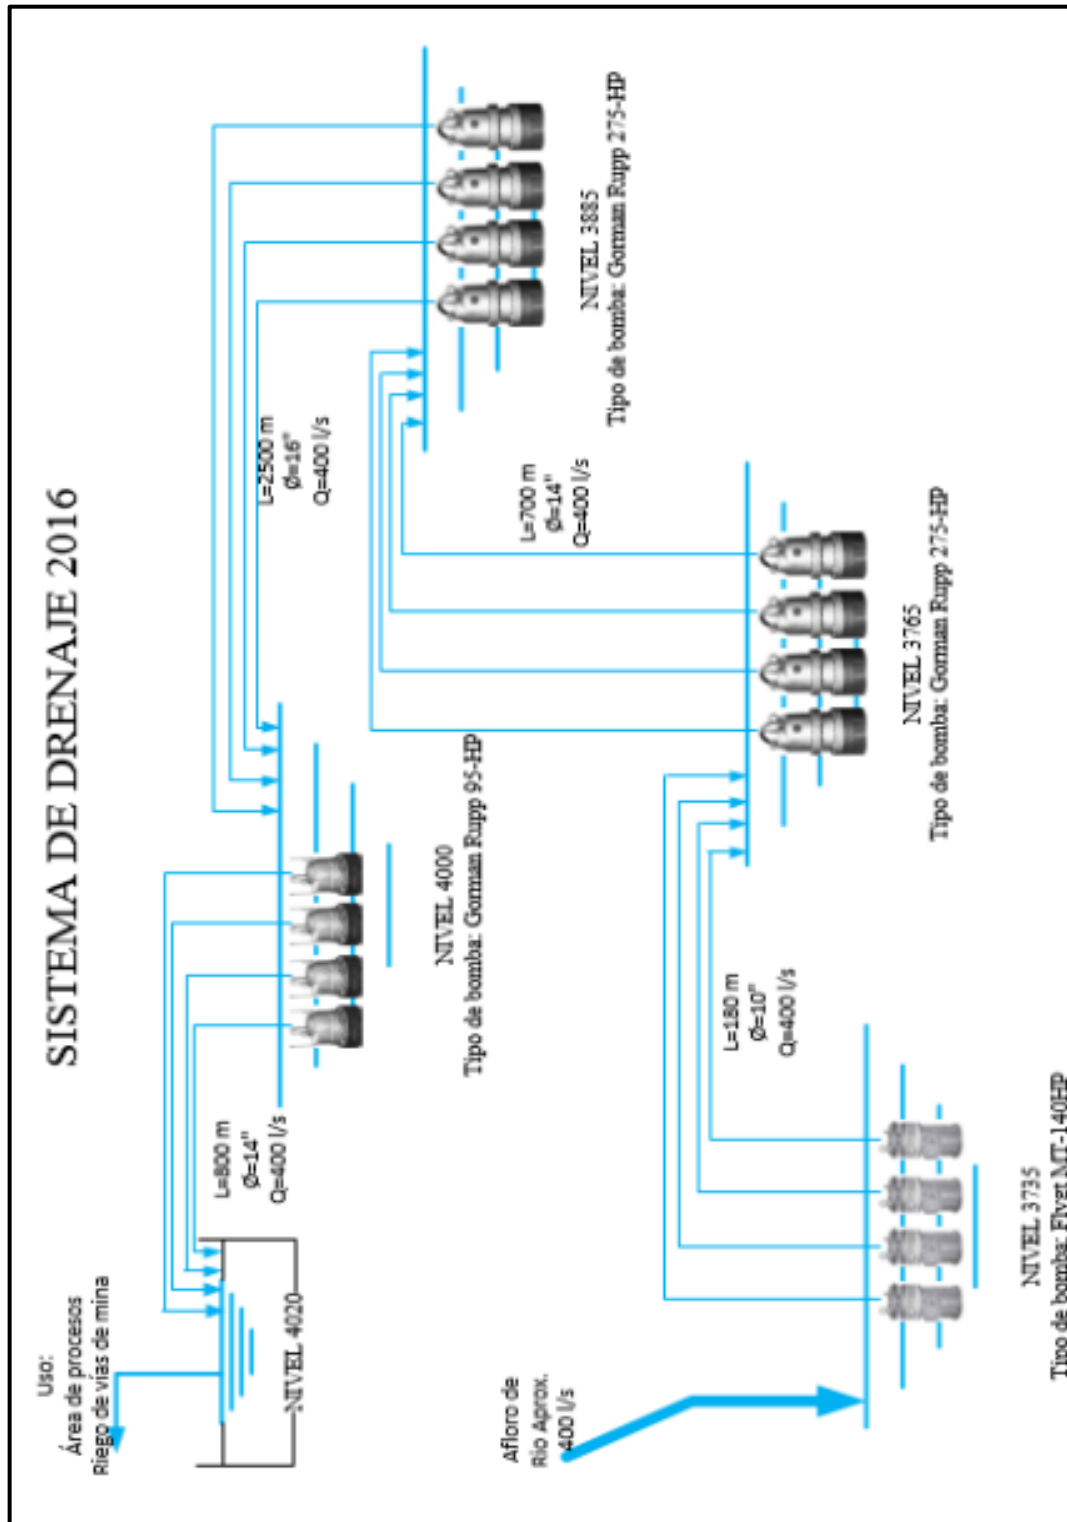 SISTEMA DE DRENAJE 2016
Uso:
Área de procesos
Riego de vías de mina
NIVEL 4020
L=800 m
Ø=14"
Q=400 l/s
NIVEL 4000
Tipo de bomba: Gorman Rupp 95-HP
L=2500 m
Ø=16"
Q=400 l/s
NIVEL 3885
Tipo de bomba: Gorman Rupp 275-HP
L=700 m
Ø=14"
Q=400 l/s
NIVEL 3765
Tipo de bomba: Gorman Rupp 275-HP
L=180 m
Ø=10"
Q=400 l/s
Afloro de
Rio Aprox.
400 l/s
NIVEL 3735
Tipo de bomba: Flyget MT-140HP